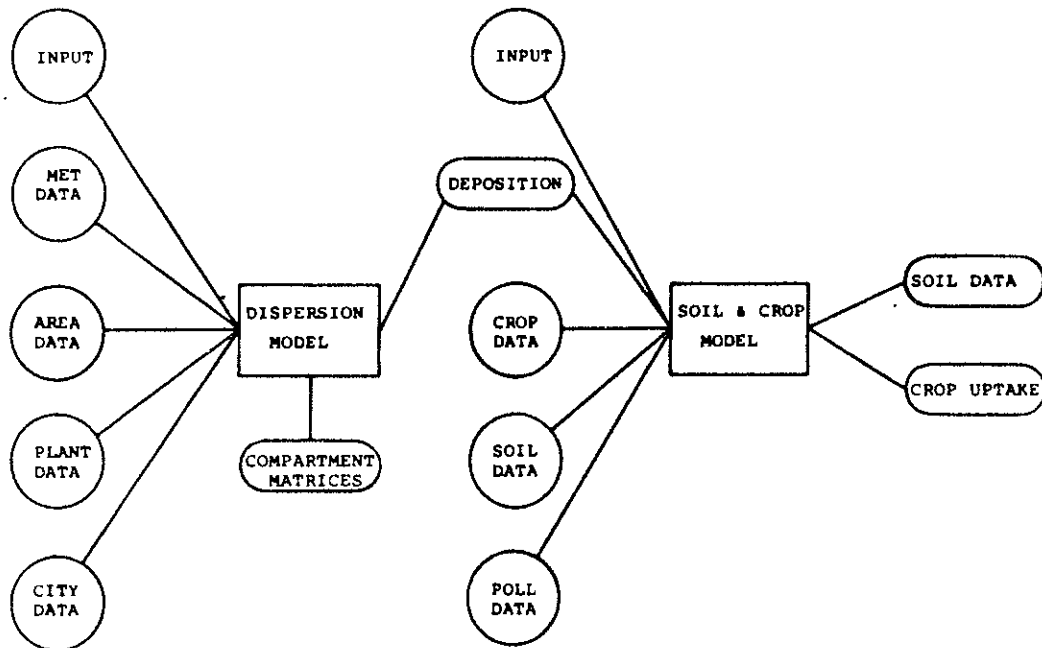 INPUT
MET
DATA
AREA
DATA
PLANT
DATA
CITY
DATA
DISPERSION
MODEL
COMPARTMENT
MATRICES
DEPOSITION
INPUT
CROP
DATA
SOIL
DATA
POLL
DATA
SOIL & CROP
MODEL
SOIL DATA
CROP UPTAKE